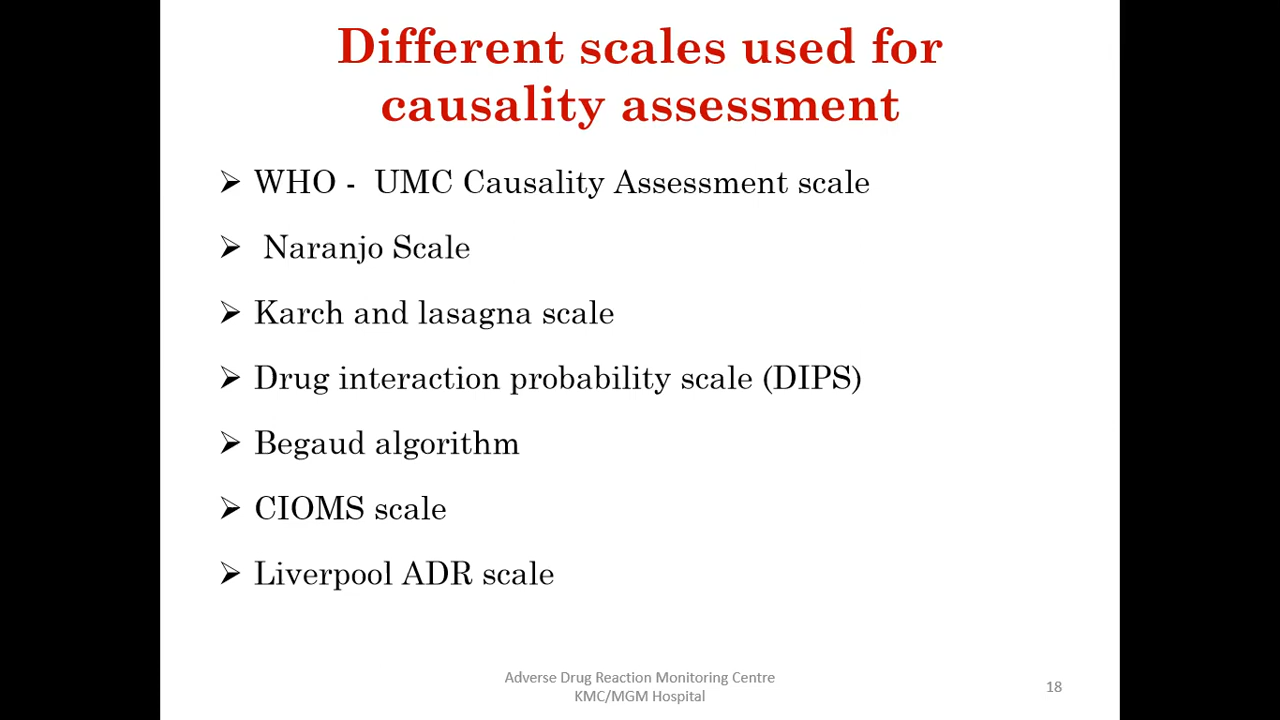 Different scales used for
causality assessment
WHO - UMC Causality Assessment scale
Naranjo Scale
Karch and lasagna scale
Drug interaction probability scale (DIPS)
Begaud algorithm
CIOMS scale
Liverpool ADR scale
Adverse Drug Reaction Monitoring Centre
KMC/MGM Hospital
18